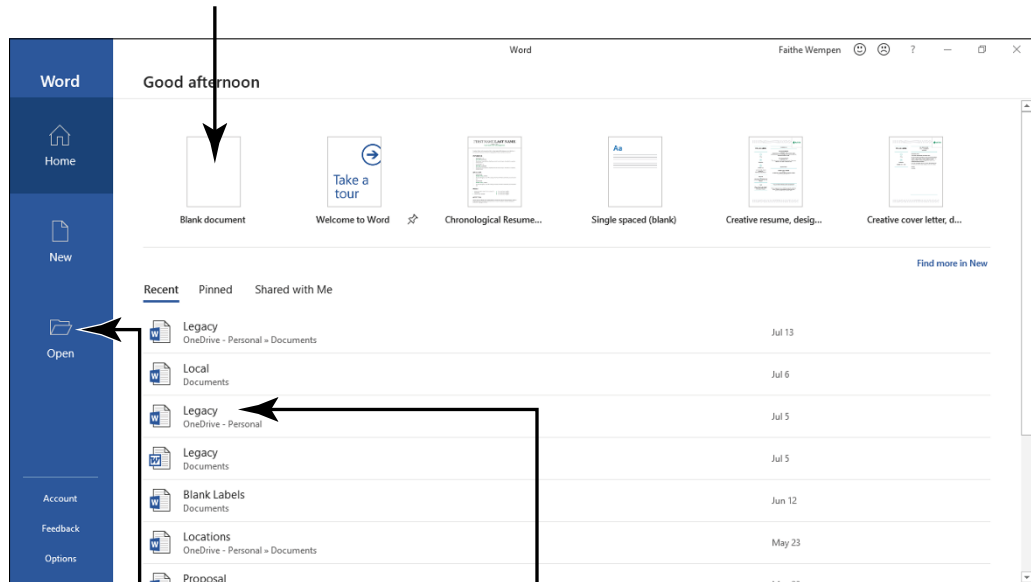 Word
Faithe Wempen
?
Word
Good afternoon
Home
New
Open
Account
Feedback
Options
Take a
tour
Aa
Blank document
Welcome to Word
Chronological Resume...
Single spaced (blank)
Creative resume, desig...
Creative cover letter, d...
Find more in New
Recent Pinned Shared with Me
Legacy
OneDrive - Personal » Documents
Jul 13
Local
Documents
Jul 6
Legacy
OneDrive - Personal
Jul 5
Legacy
Documents
Jul 5
Blank Labels
Documents
Jun 12
Locations
OneDrive - Personal » Documents
May 23
Proposal